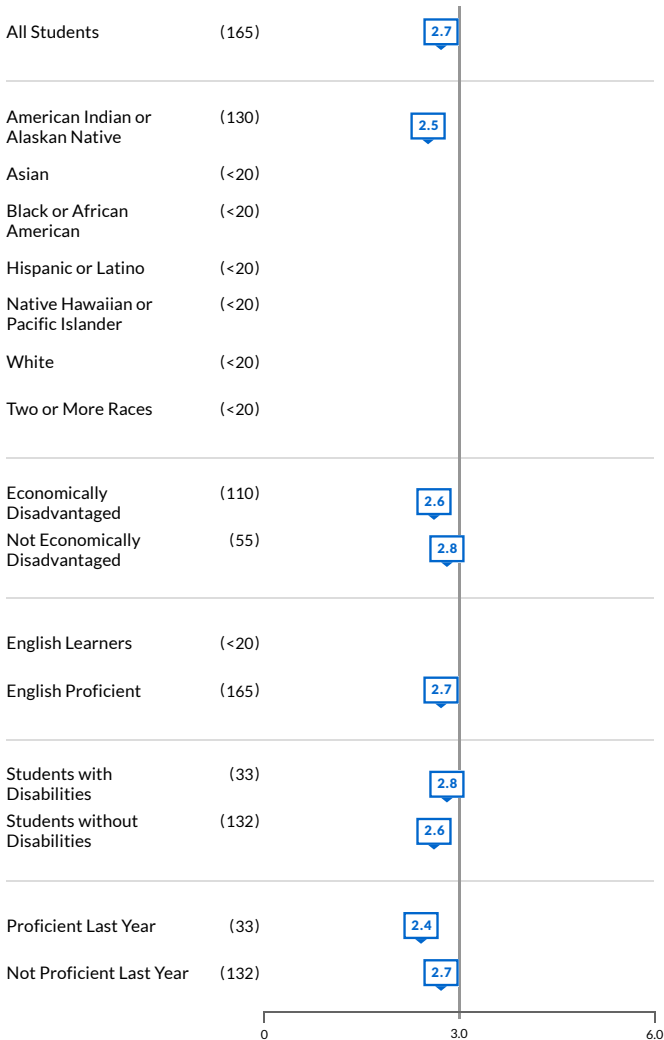 All Students (165) 2.7
American Indian or (130) 2.5
Alaskan Native
Asian (<20)
Black or African (<20)
American
Hispanic or Latino (<20)
Native Hawaiian or (<20)
Pacific Islander
White (<20)
Two or More Races (<20)
Economically (110) 2.6
Disadvantaged
Not Economically (55) 2.8
Disadvantaged
English Learners (<20)
English Proficient (165) 2.7
Students with (33) 2.8
Disabilities
Students without (132) 2.6
Disabilities
Proficient Last Year (33) 2.4
Not Proficient Last Year (132) 2.7
0 3.0 6.0